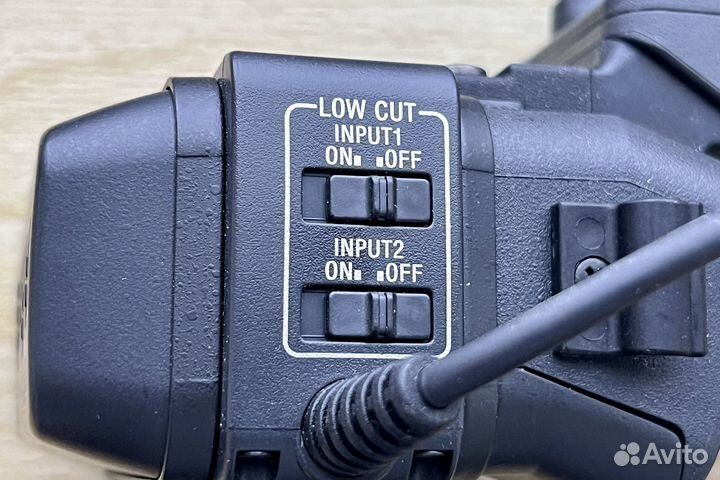 LOW CUT
INPUT1
ON OFF
INPUT2
ON OFF
Avito